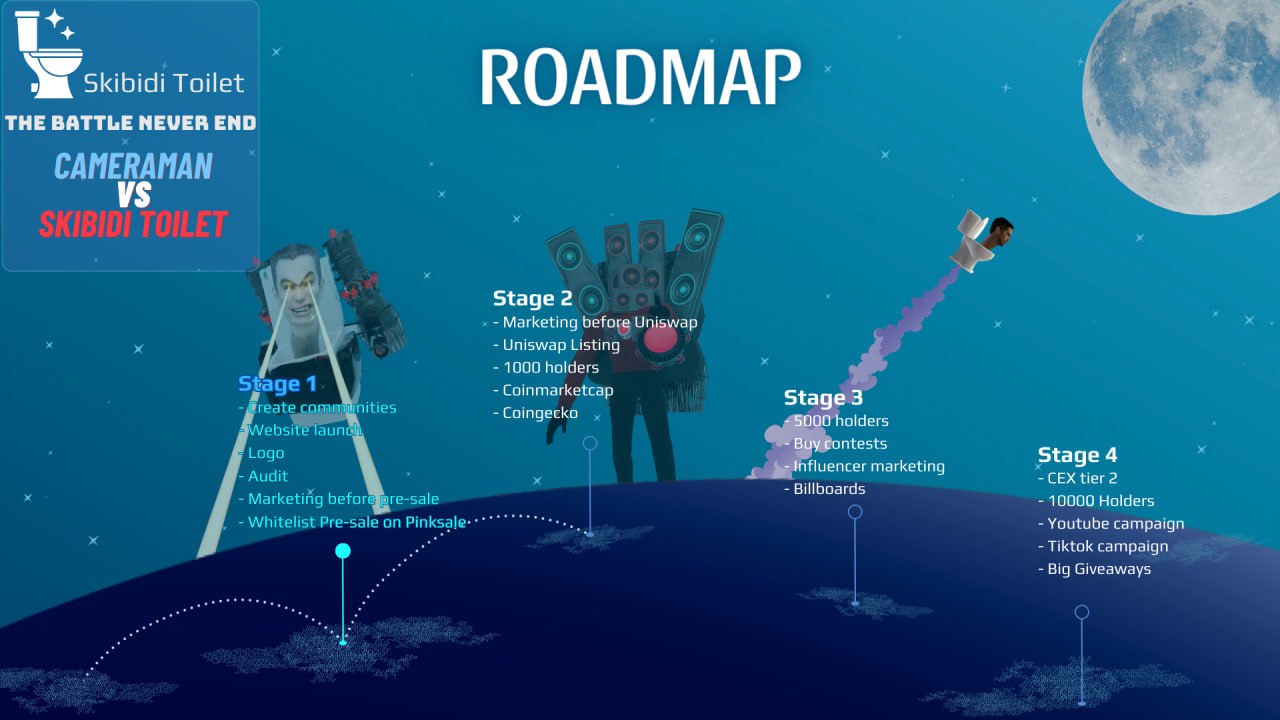 Skibidi Toilet
THE BATTLE NEVER END
CAMERAMAN
VS
SKIBIDI TOILET
ROADMAP
Stage 1
- Create communities
- Website launch
- Logo
- Audit
- Marketing before pre-sale
- Whitelist Pre-sale on Pinksale
Stage 2
- Marketing before Uniswap
- Uniswap Listing
- 1000 holders
- Coinmarketcap
- Coingecko
Stage 3
- 5000 holders
- Buy contests
- Influencer marketing
- Billboards
Stage 4
- CEX tier 2
- 10000 Holders
- Youtube campaign
- Tiktok campaign
- Big Giveaways